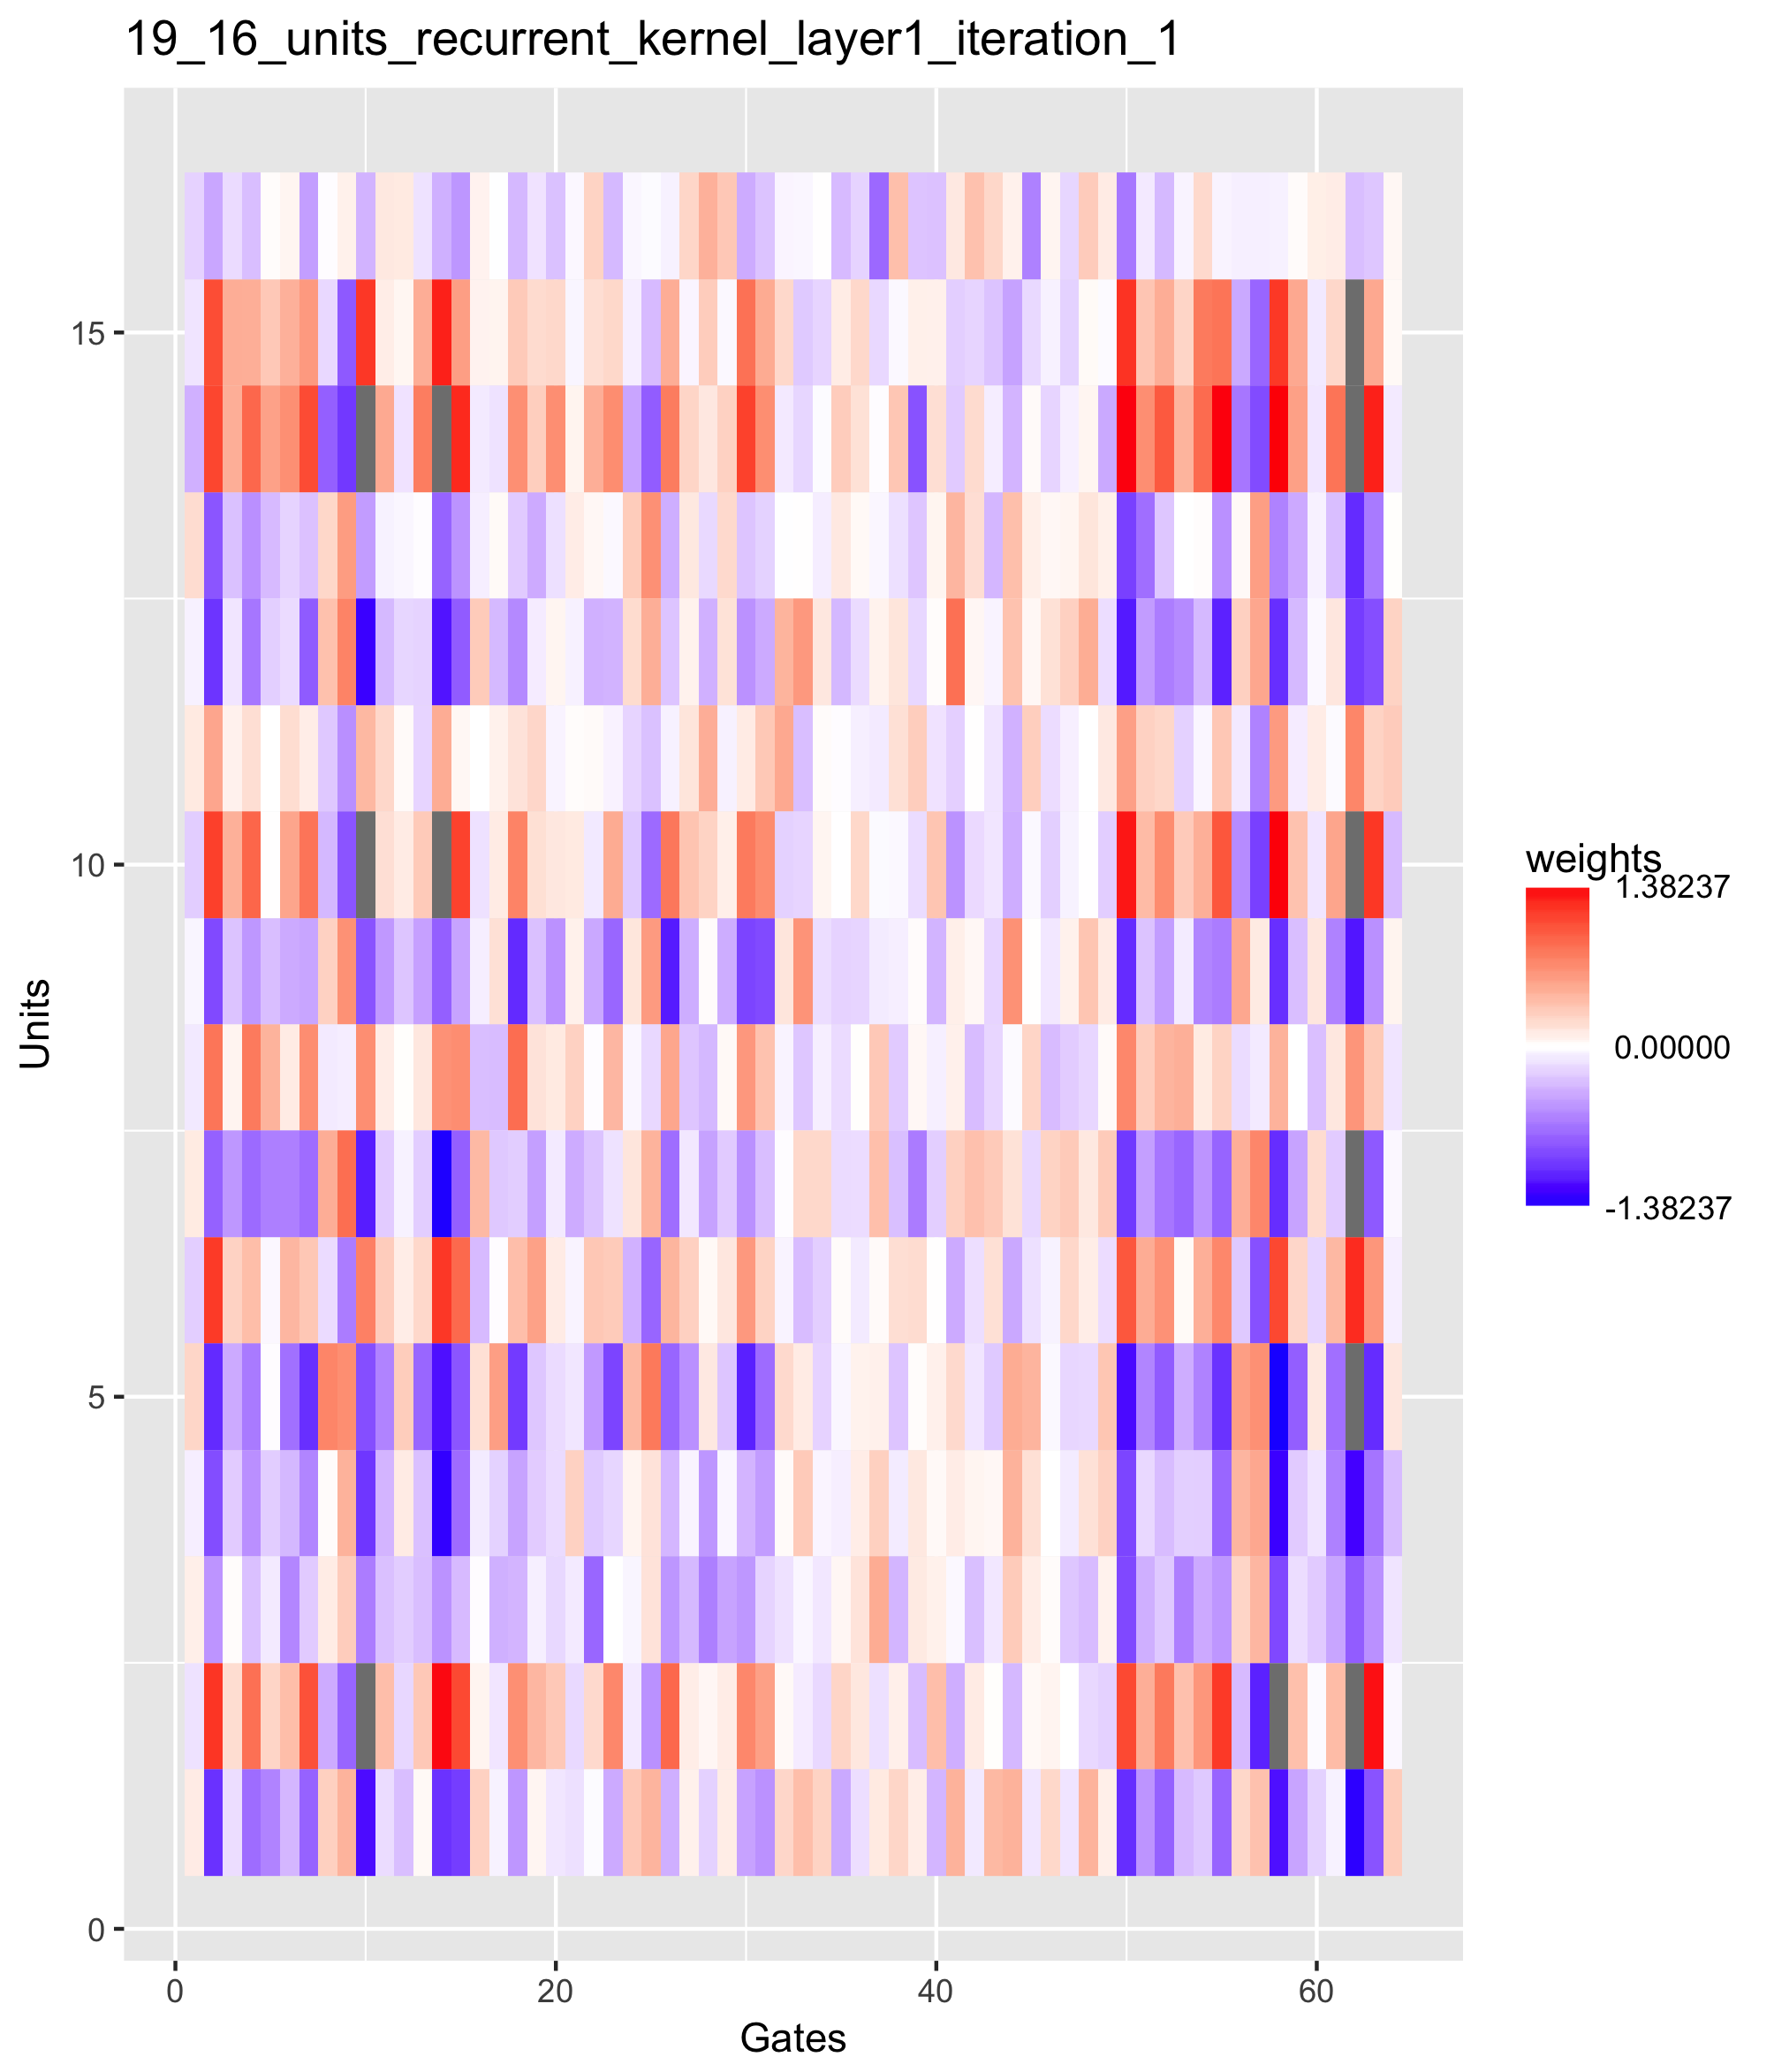 19_16_units_recurrent_kernel_layer1_iteration_1
15
10
5
0
Units
0 20 40 60
Gates
weights
1.38237
0.00000
-1.38237